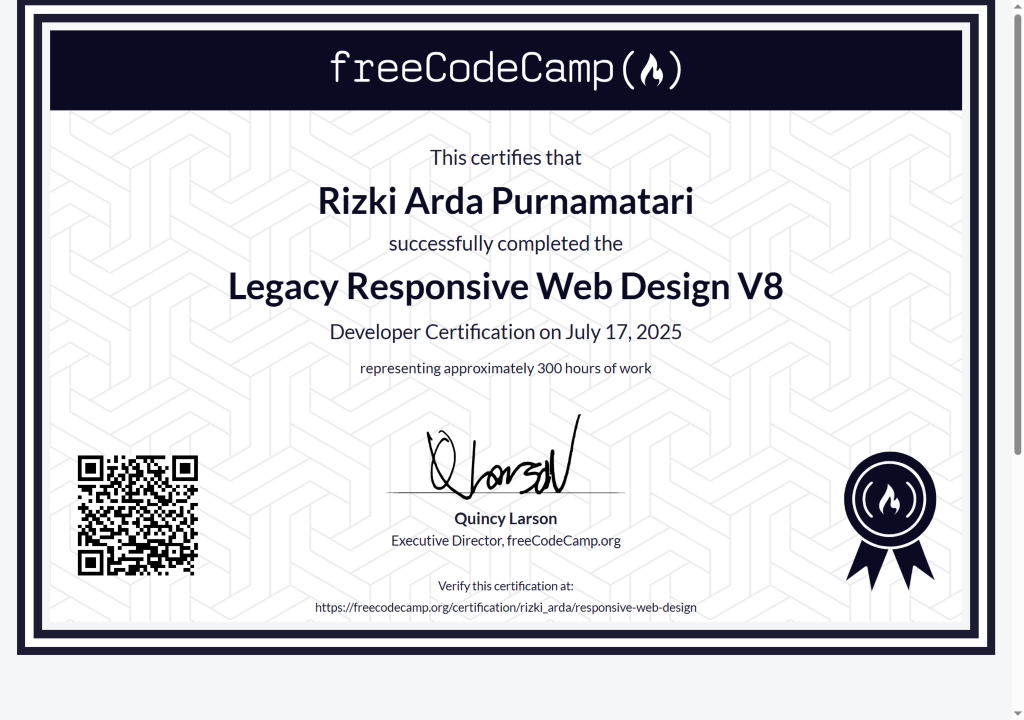 freeCodeCamp
This certifies that
Rizki Arda Purnamatari
successfully completed the
Legacy Responsive Web Design V8
Developer Certification on July 17, 2025
representing approximately 300 hours of work
Quincy Larson
Executive Director, freeCodeCamp.org
Verify this certification at:
https://freecodecamp.org/certification/rizki_arda/responsive-web-design